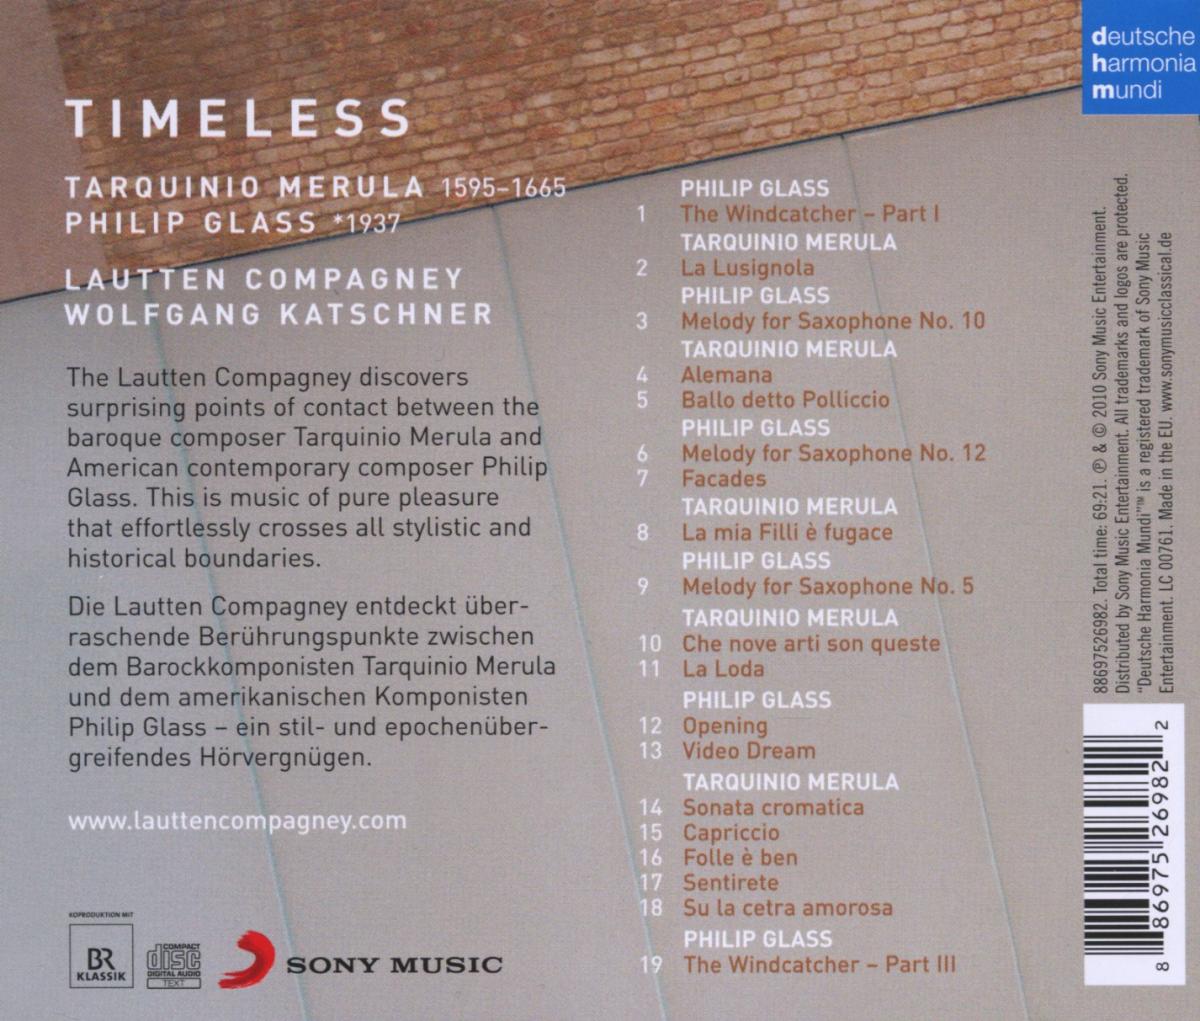 TIMELESS
TARQUINIO MERULA 1595–1665
PHILIP GLASS *1937
LAUTTEN COMPAGNEY
WOLFGANG KATSCHNER
The Lautten Compagney discovers
surprising points of contact between the
baroque composer Tarquinio Merula and
American contemporary composer Philip
Glass. This is music of pure pleasure
that effortlessly crosses all stylistic and
historical boundaries.
Die Lautten Compagney entdeckt über-
raschende Berührungspunkte zwischen
dem Barockkomponisten Tarquinio Merula
und dem amerikanischen Komponisten
Philip Glass – ein stil- und epochenüber-
greifendes Hörvergnügen.
www.lauttencompagney.com
KOPRODUKTION MIT
BR
KLASSIK
COMPACT
disc
DIGITAL AUDIO
TEXT
SONY MUSIC
PHILIP GLASS
1 The Windcatcher – Part I
TARQUINIO MERULA
2 La Lusignola
PHILIP GLASS
3 Melody for Saxophone No. 10
TARQUINIO MERULA
4 Alemana
5 Ballo detto Polliccio
PHILIP GLASS
6 Melody for Saxophone No. 12
7 Facades
TARQUINIO MERULA
8 La mia Filli è fugace
PHILIP GLASS
9 Melody for Saxophone No. 5
TARQUINIO MERULA
10 Che nove arti son queste
11 La Loda
PHILIP GLASS
12 Opening
13 Video Dream
TARQUINIO MERULA
14 Sonata cromatica
15 Capriccio
16 Folle è ben
17 Sentirete
18 Su la cetra amorosa
PHILIP GLASS
19 The Windcatcher – Part III
deutsche
harmonia
mundi
88697526982. Total time: 69:21. ℗ & © 2010 Sony Music Entertainment.
Distributed by Sony Music Entertainment. All trademarks and logos are protected.
"Deutsche Harmonia Mundi"™ is a registered trademark of Sony Music
Entertainment. LC 00761. Made in the EU. www.sonymusicclassical.de
8 86975 26982 2